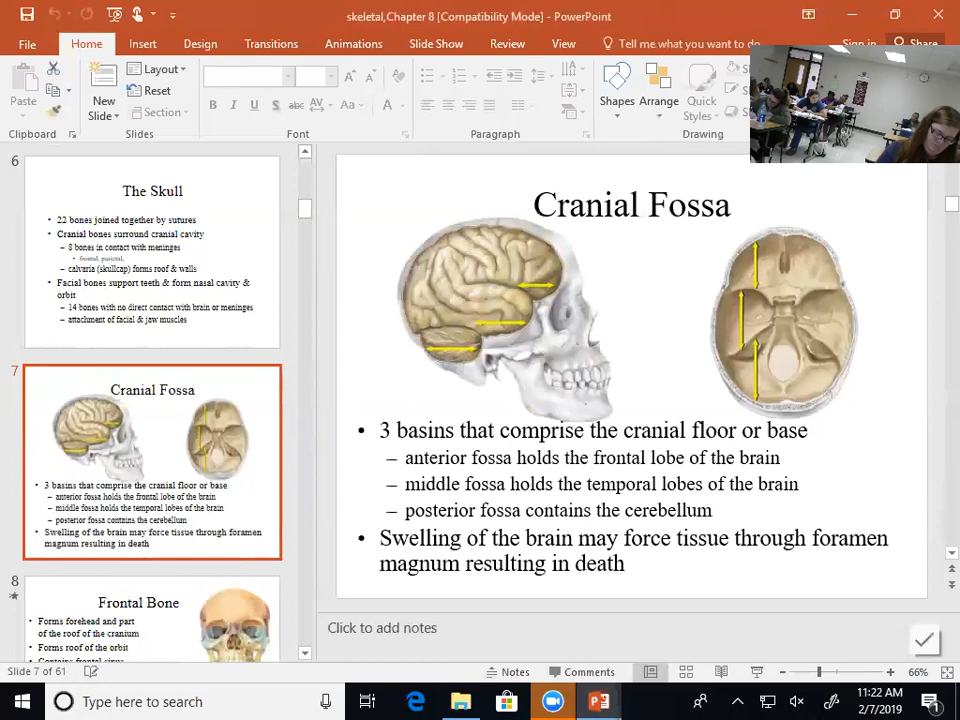 skeletal,Chapter 8 [Compatibility Mode] - PowerPoint
File Home Insert Design Transitions Animations Slide Show Review View Tell me what you want to do Sign in Share
Paste
New
Slide
Layout
Reset
Section
B I U S abc AV Aa A
Shapes Arrange Quick
Styles
Clipboard Slides Font Paragraph Drawing
6
The Skull
• 22 bones joined together by sutures
• Cranial bones surround cranial cavity
– 8 bones in contact with meninges
• frontal, parietal,
– calvaria (skullcap) forms roof & walls
• Facial bones support teeth & form nasal cavity &
orbit
– 14 bones with no direct contact with brain or meninges
– attachment of facial & jaw muscles
7
Cranial Fossa
• 3 basins that comprise the cranial floor or base
– anterior fossa holds the frontal lobe of the brain
– middle fossa holds the temporal lobes of the brain
– posterior fossa contains the cerebellum
• Swelling of the brain may force tissue through foramen
magnum resulting in death
8
Frontal Bone
• Forms forehead and part
of the roof of the cranium
• Forms roof of the orbit
• Contains frontal sinus
Cranial Fossa
• 3 basins that comprise the cranial floor or base
– anterior fossa holds the frontal lobe of the brain
– middle fossa holds the temporal lobes of the brain
– posterior fossa contains the cerebellum
• Swelling of the brain may force tissue through foramen
magnum resulting in death
Click to add notes
Slide 7 of 61
Notes Comments 66%
Type here to search
11:22 AM
2/7/2019
1